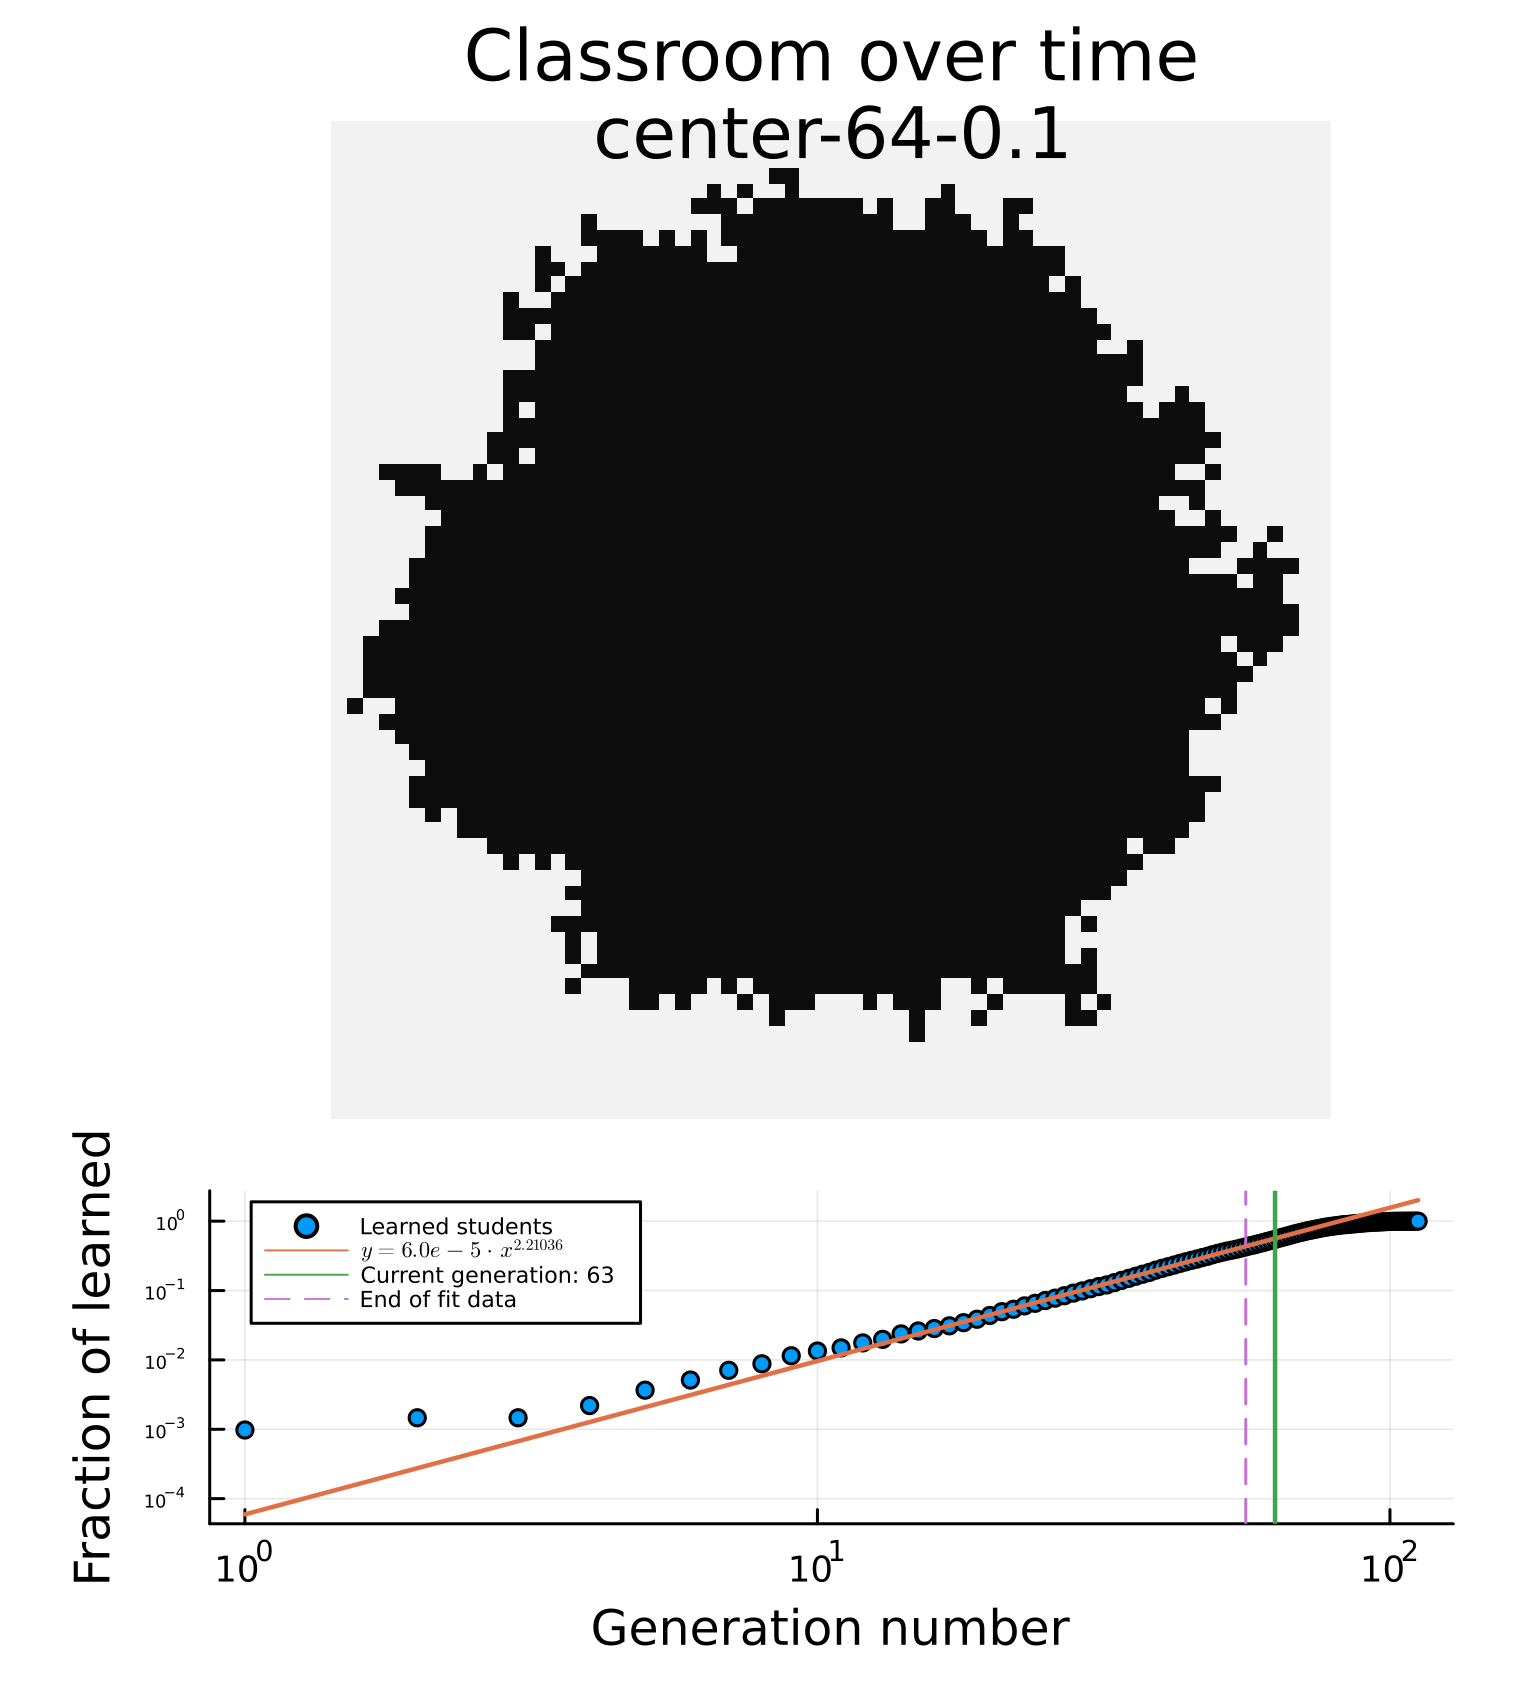 Classroom over time
center-64-0.1
Fraction of learned
10^0
10^−1
10^−2
10^−3
10^−4
Learned students
y = 6.0e − 5 · x^2.21036
Current generation: 63
End of fit data
10^0 10^1 10^2
Generation number